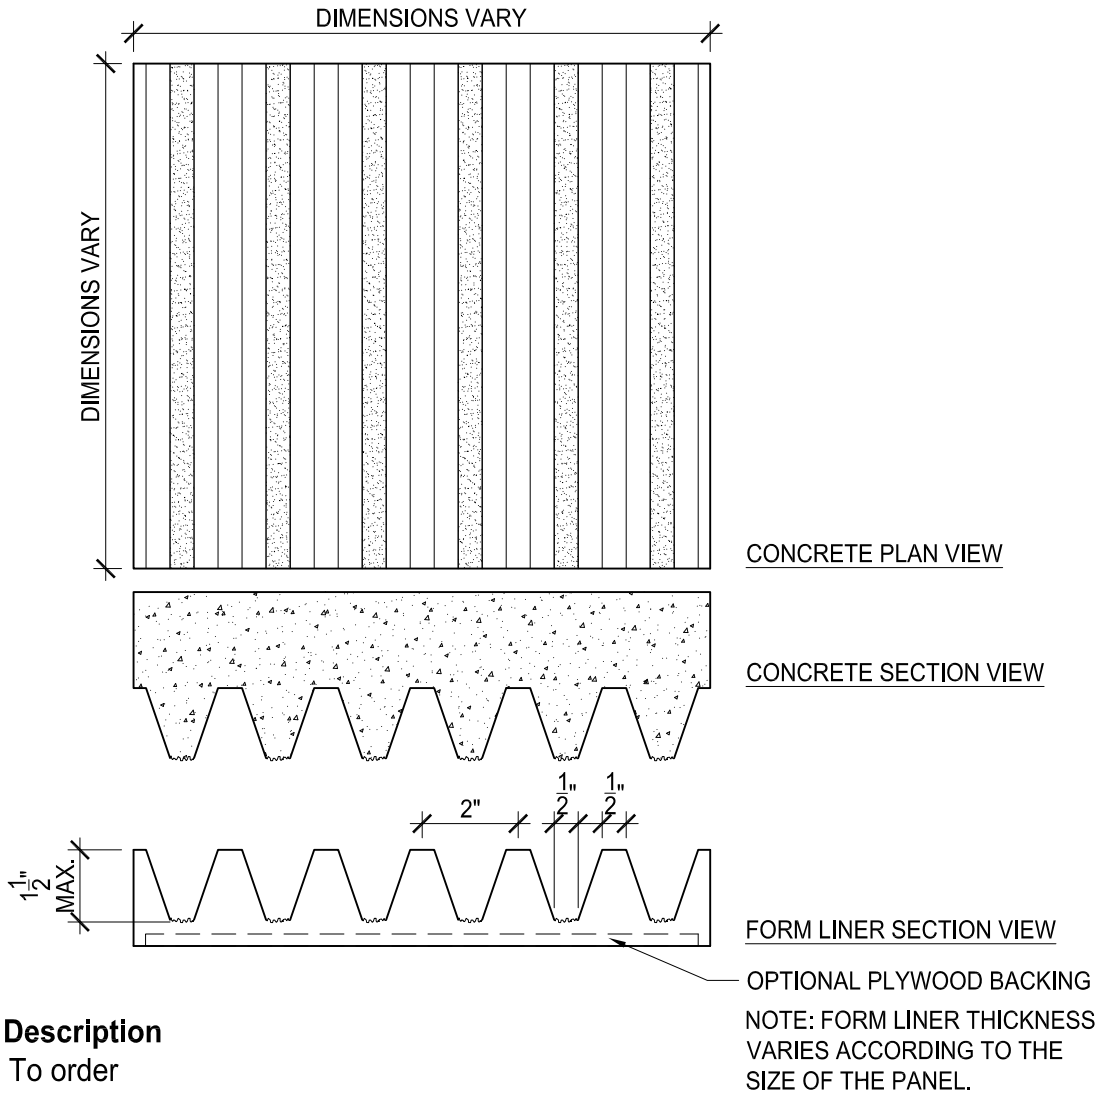 DIMENSIONS VARY
DIMENSIONS VARY
CONCRETE PLAN VIEW
CONCRETE SECTION VIEW
2"
1/2"
1/2"
1 1/2"
MAX.
FORM LINER SECTION VIEW
OPTIONAL PLYWOOD BACKING
NOTE: FORM LINER THICKNESS
VARIES ACCORDING TO THE
SIZE OF THE PANEL.
Description
To order